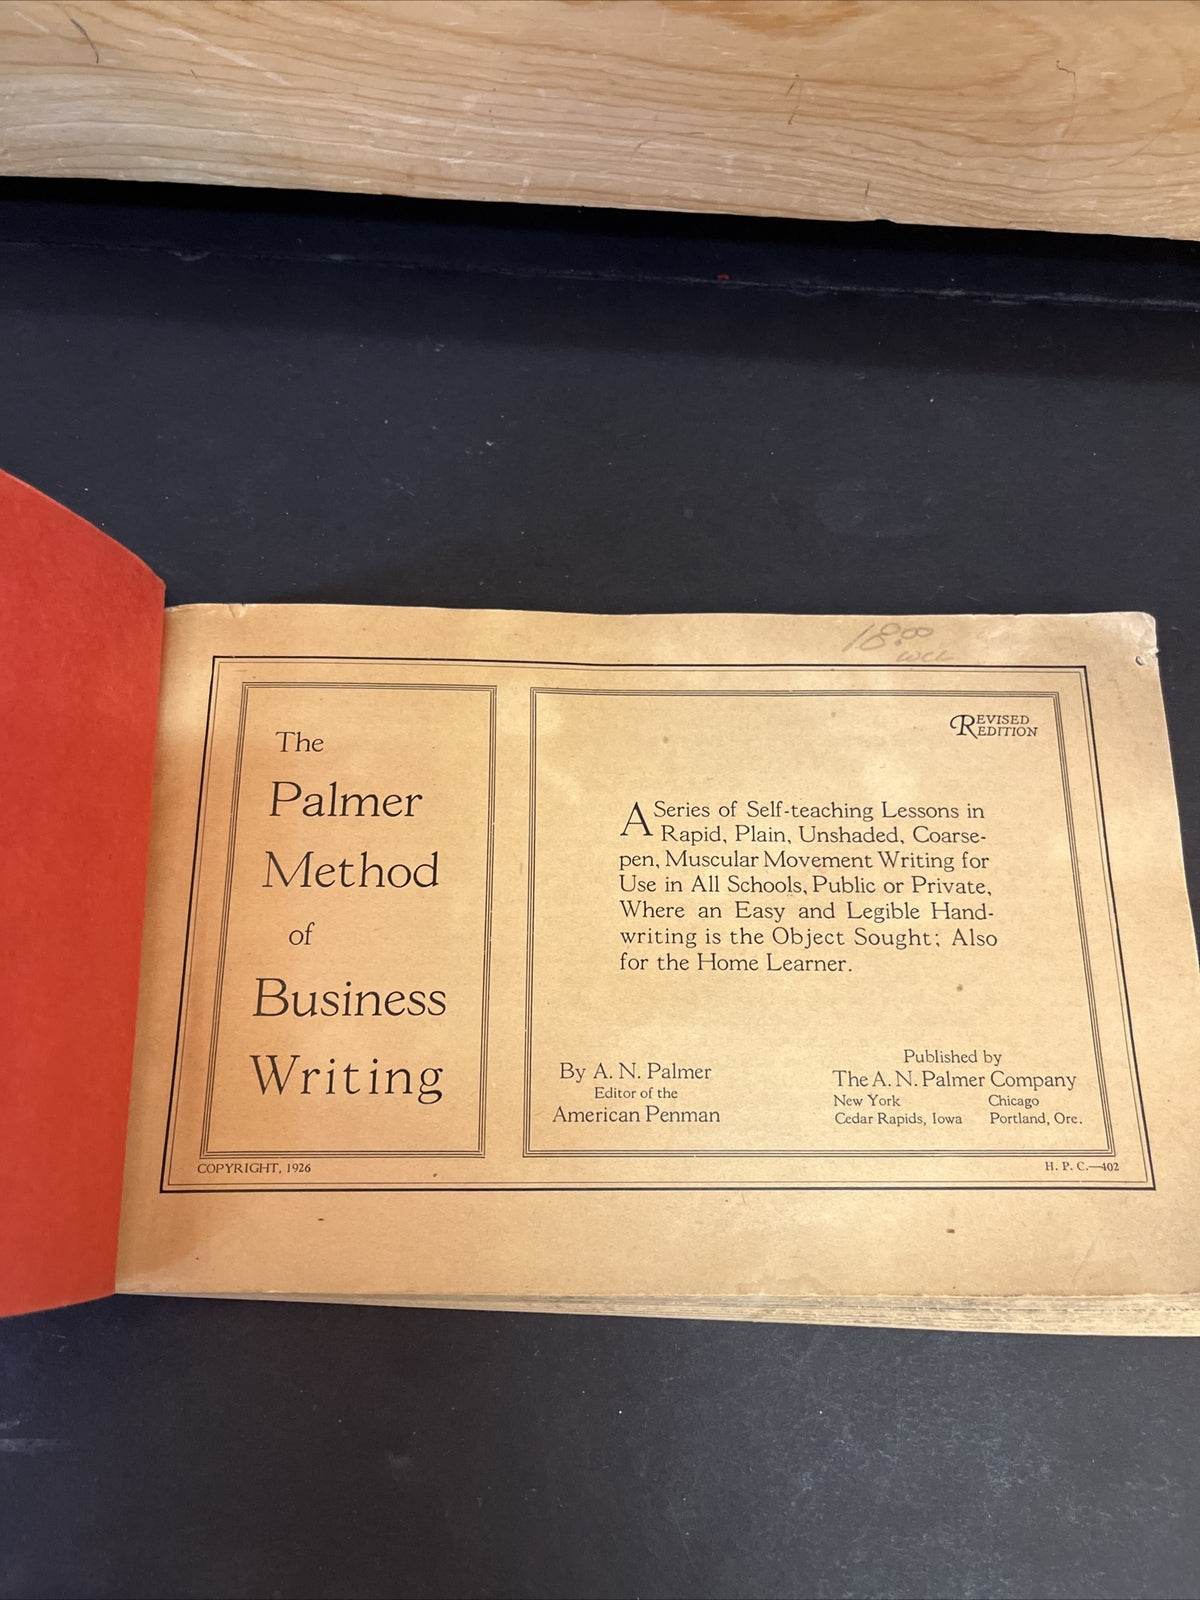 18.00
WCL
The
Palmer
Method
of
Business
Writing
COPYRIGHT, 1926
REVISED
EDITION
A Series of Self-teaching Lessons in
Rapid, Plain, Unshaded, Coarse-
pen, Muscular Movement Writing for
Use in All Schools, Public or Private,
Where an Easy and Legible Hand-
writing is the Object Sought; Also
for the Home Learner.
By A. N. Palmer
Editor of the
American Penman
Published by
The A. N. Palmer Company
New York Chicago
Cedar Rapids, Iowa Portland, Ore.
H. P. C.—402